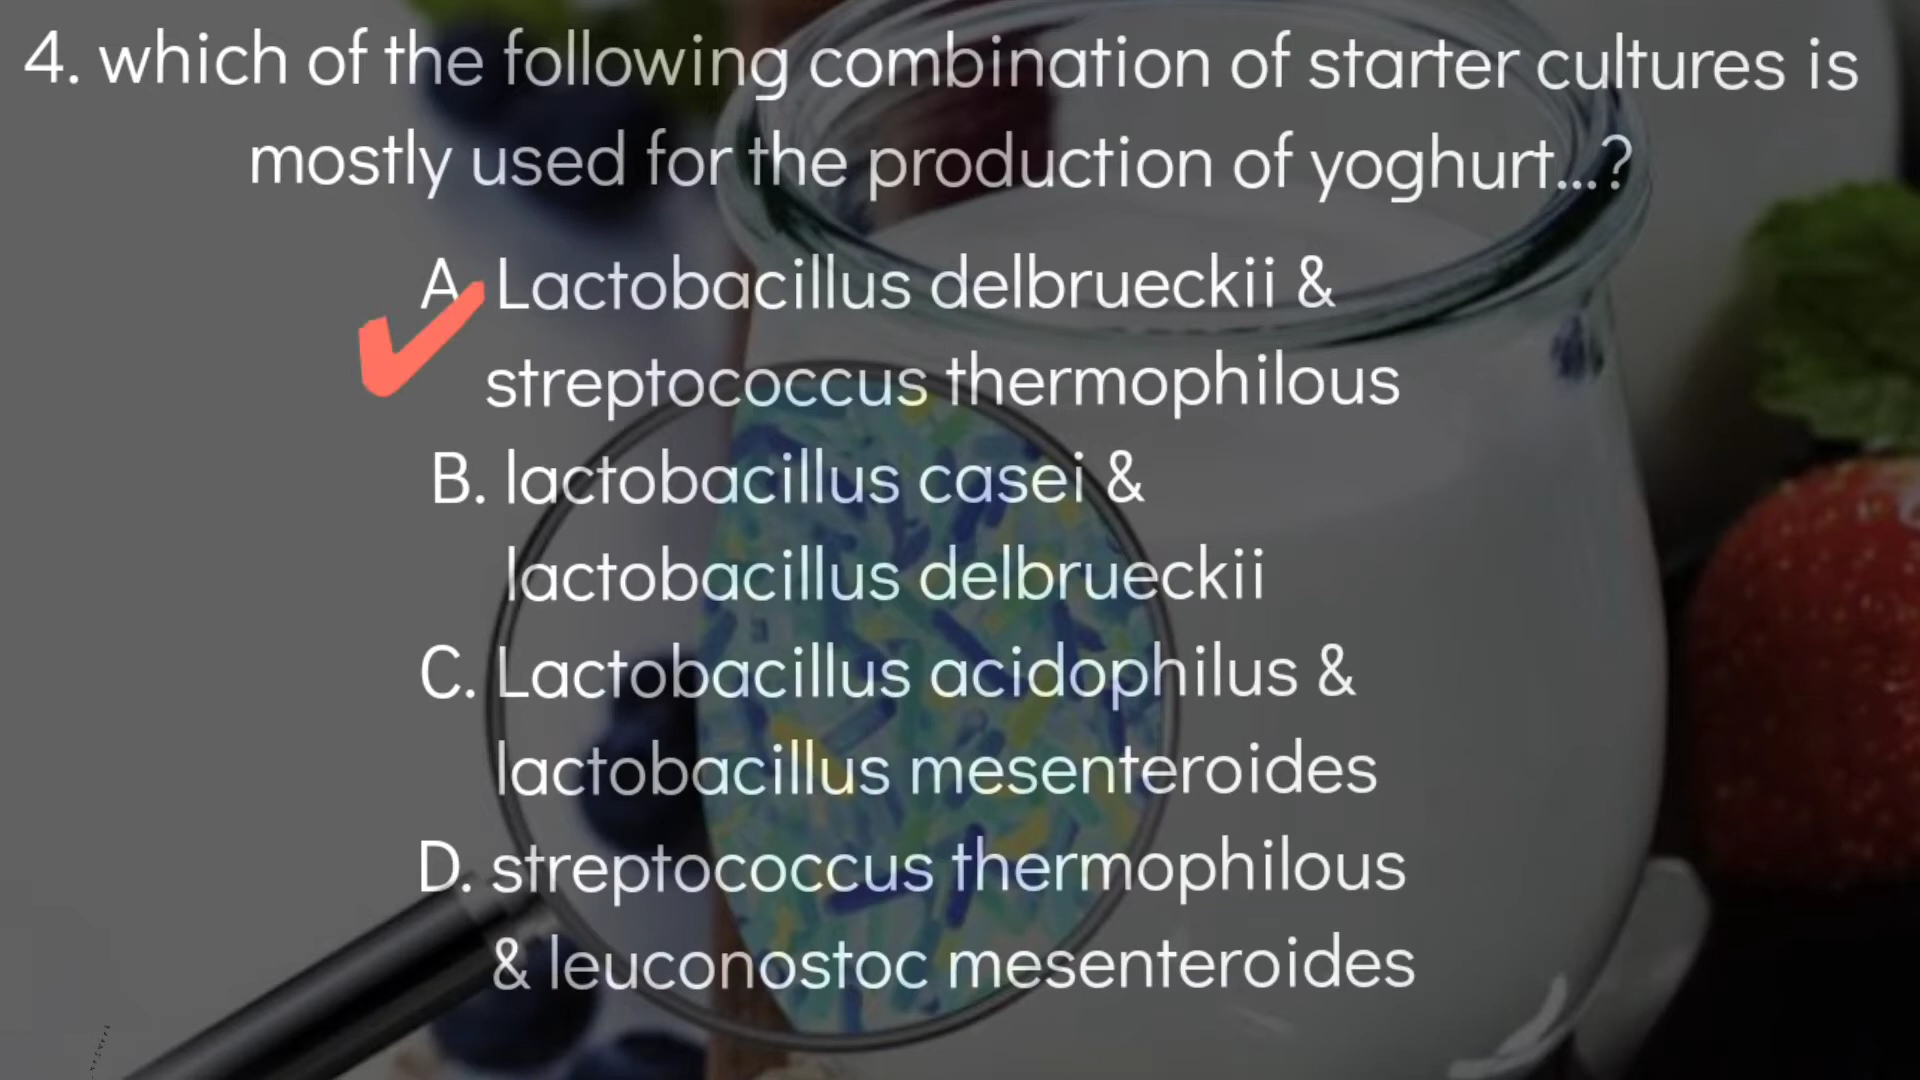 4. which of the following combination of starter cultures is
mostly used for the production of yoghurt...?
A. Lactobacillus delbrueckii &
streptococcus thermophilous
B. lactobacillus casei &
lactobacillus delbrueckii
C. Lactobacillus acidophilus &
lactobacillus mesenteroides
D. streptococcus thermophilous
& leuconostoc mesenteroides